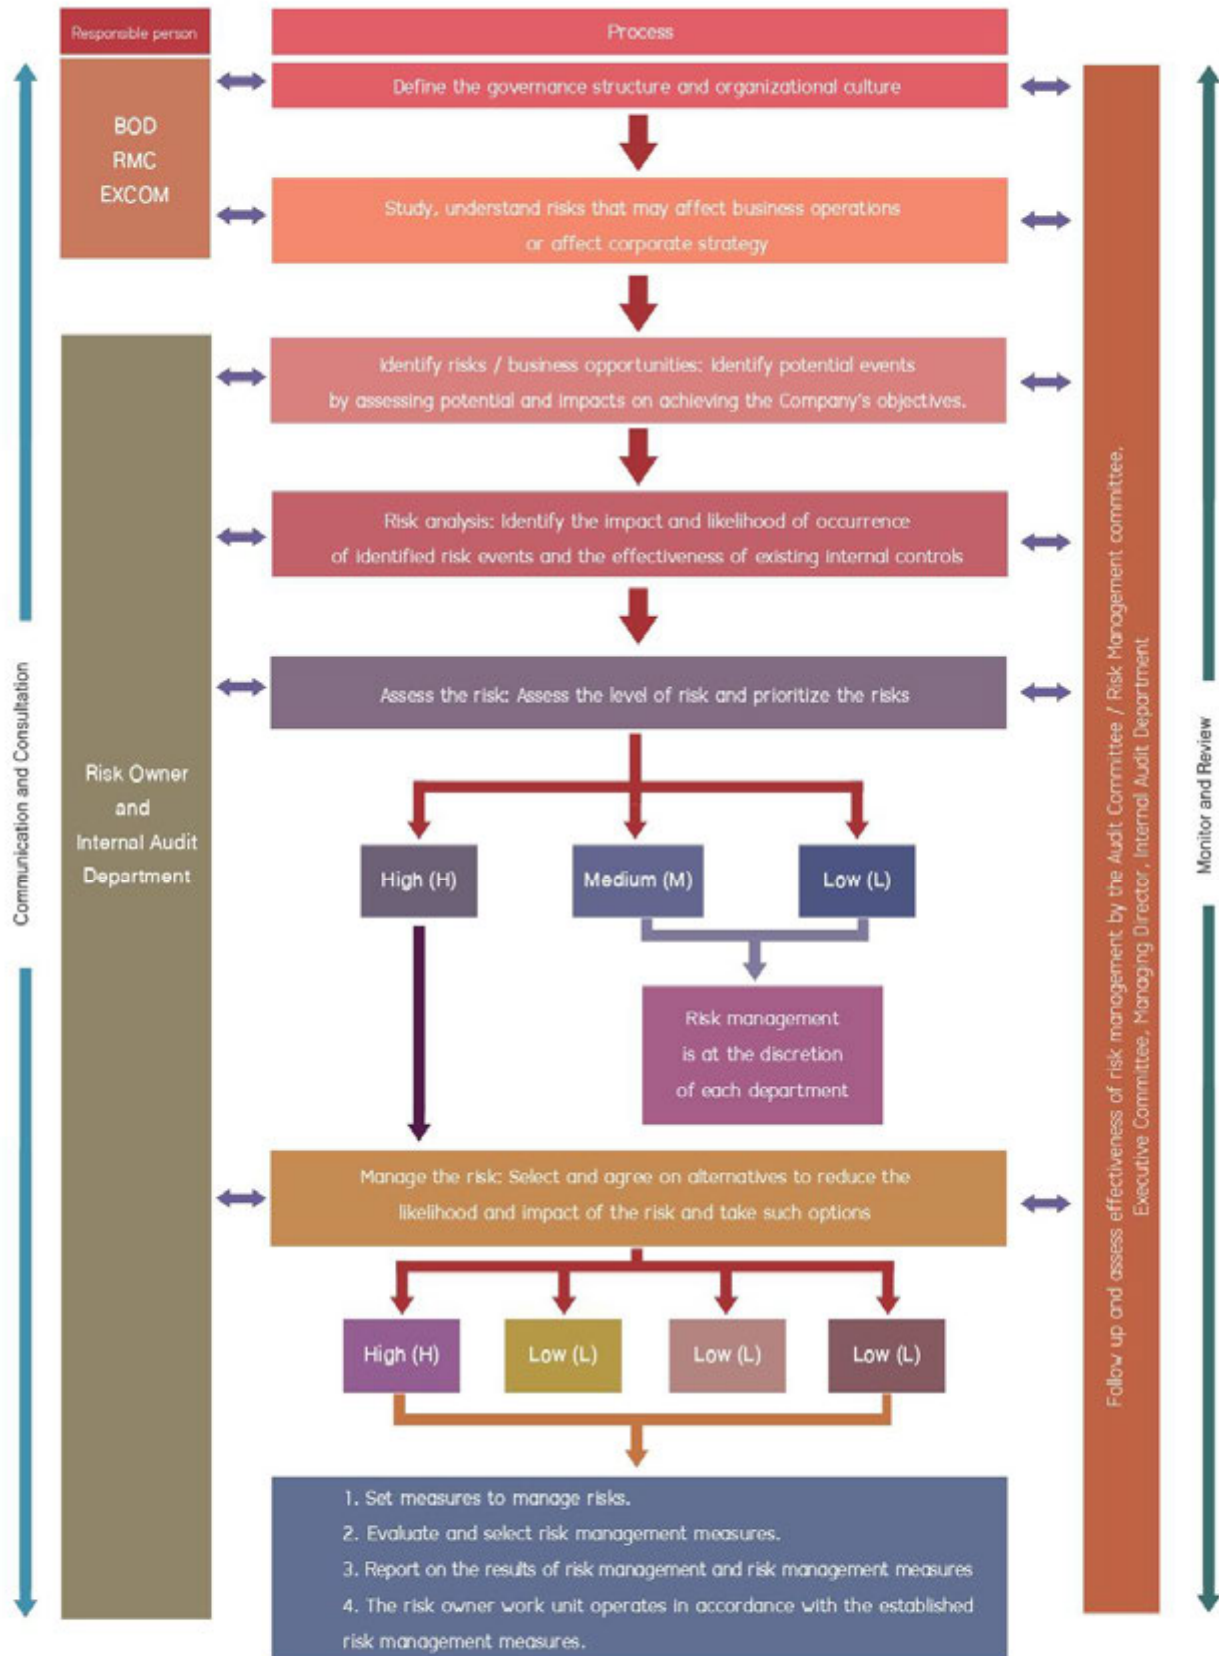 Responsible person
Process
BOD
RMC
EXCOM
Define the governance structure and organizational culture
Study, understand risks that may affect business operations
or affect corporate strategy
Identify risks / business opportunities: Identify potential events
by assessing potential and impacts on achieving the Company's objectives.
Risk analysis: Identify the impact and likelihood of occurrence
of identified risk events and the effectiveness of existing internal controls
Assess the risk: Assess the level of risk and prioritize the risks
Risk Owner
and
Internal Audit
Department
High (H)
Medium (M)
Low (L)
Risk management
is at the discretion
of each department
Manage the risk: Select and agree on alternatives to reduce the
likelihood and impact of the risk and take such options
High (H)
Low (L)
Low (L)
Low (L)
1. Set measures to manage risks.
2. Evaluate and select risk management measures.
3. Report on the results of risk management and risk management measures
4. The risk owner work unit operates in accordance with the established
risk management measures.
Communication and Consultation
Follow up and assess effectiveness of risk management by the Audit Committee / Risk Management committee,
Executive Committee, Managing Director, Internal Audit Department
Monitor and Review